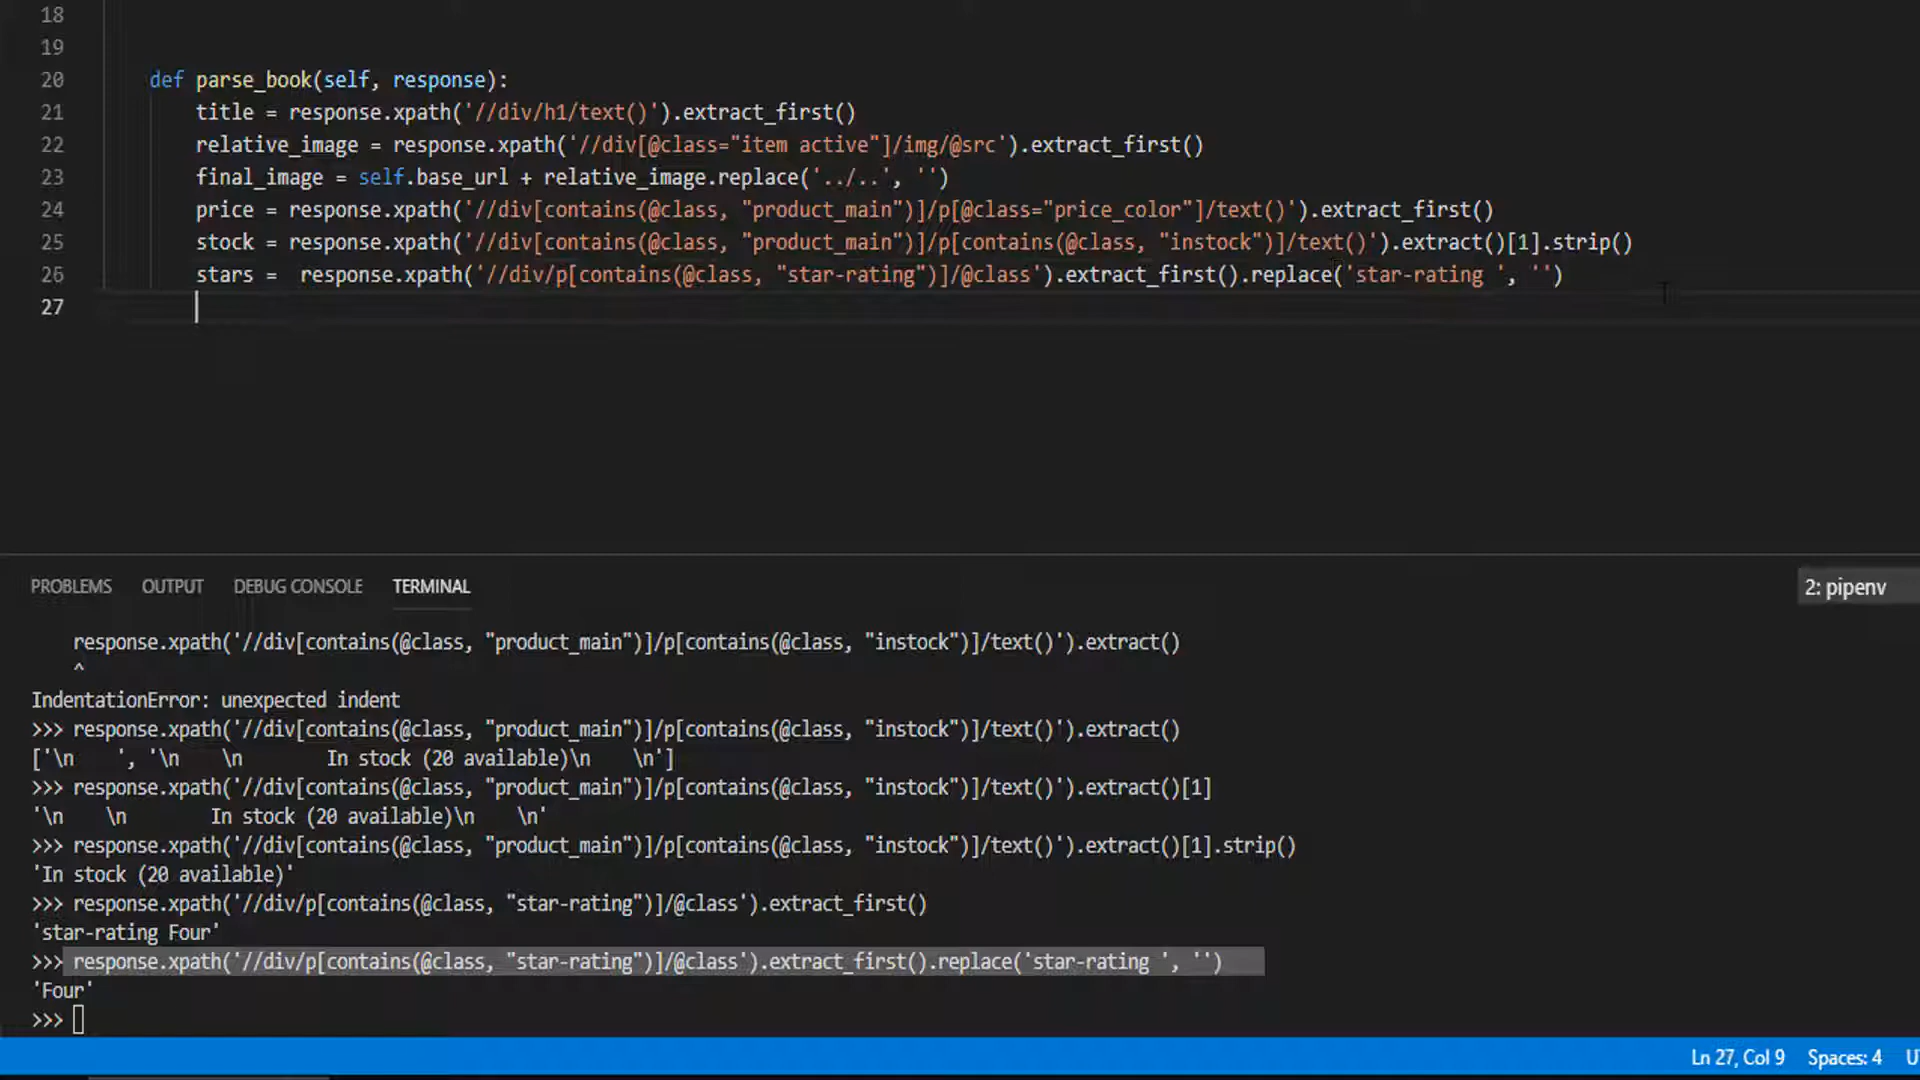 18
19
20 def parse_book(self, response):
21 title = response.xpath('//div/h1/text()').extract_first()
22 relative_image = response.xpath('//div[@class="item active"]/img/@src').extract_first()
23 final_image = self.base_url + relative_image.replace('../..', '')
24 price = response.xpath('//div[contains(@class, "product_main")]/p[@class="price_color"]/text()').extract_first()
25 stock = response.xpath('//div[contains(@class, "product_main")]/p[contains(@class, "instock")]/text()').extract()[1].strip()
26 stars =  response.xpath('//div/p[contains(@class, "star-rating")]/@class').extract_first().replace('star-rating ', '')
27
PROBLEMS OUTPUT DEBUG CONSOLE TERMINAL 2: pipenv
response.xpath('//div[contains(@class, "product_main")]/p[contains(@class, "instock")]/text()').extract()
^
IndentationError: unexpected indent
>>> response.xpath('//div[contains(@class, "product_main")]/p[contains(@class, "instock")]/text()').extract()
['\n    ', '\n    \n        In stock (20 available)\n    \n']
>>> response.xpath('//div[contains(@class, "product_main")]/p[contains(@class, "instock")]/text()').extract()[1]
'\n    \n        In stock (20 available)\n    \n'
>>> response.xpath('//div[contains(@class, "product_main")]/p[contains(@class, "instock")]/text()').extract()[1].strip()
'In stock (20 available)'
>>> response.xpath('//div/p[contains(@class, "star-rating")]/@class').extract_first()
'star-rating Four'
>>> response.xpath('//div/p[contains(@class, "star-rating")]/@class').extract_first().replace('star-rating ', '')
'Four'
>>>
Ln 27, Col 9 Spaces: 4